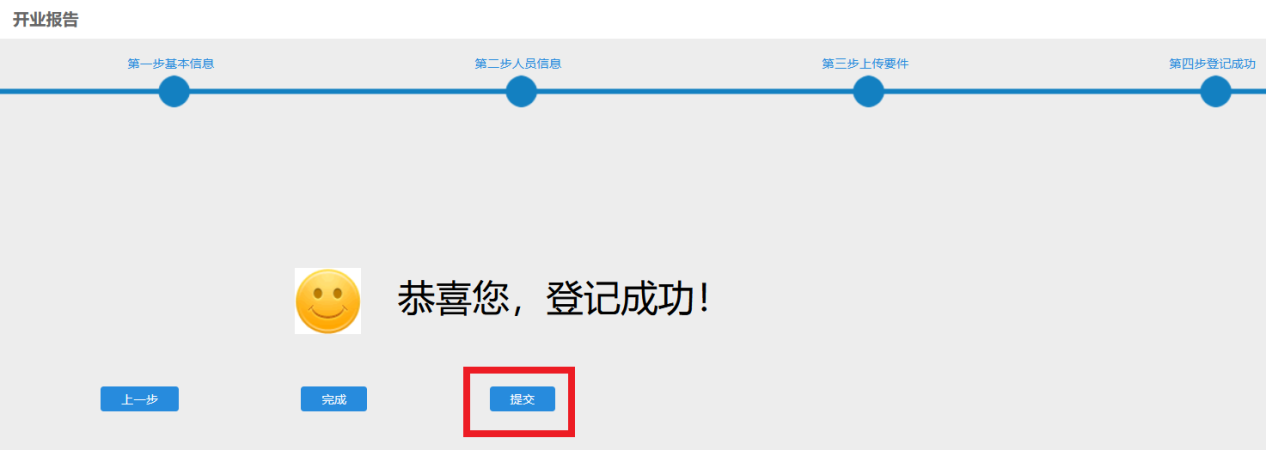 开业报告
第一步基本信息
第二步人员信息
第三步上传要件
第四步登记成功
恭喜您，登记成功！
上一步
完成
提交